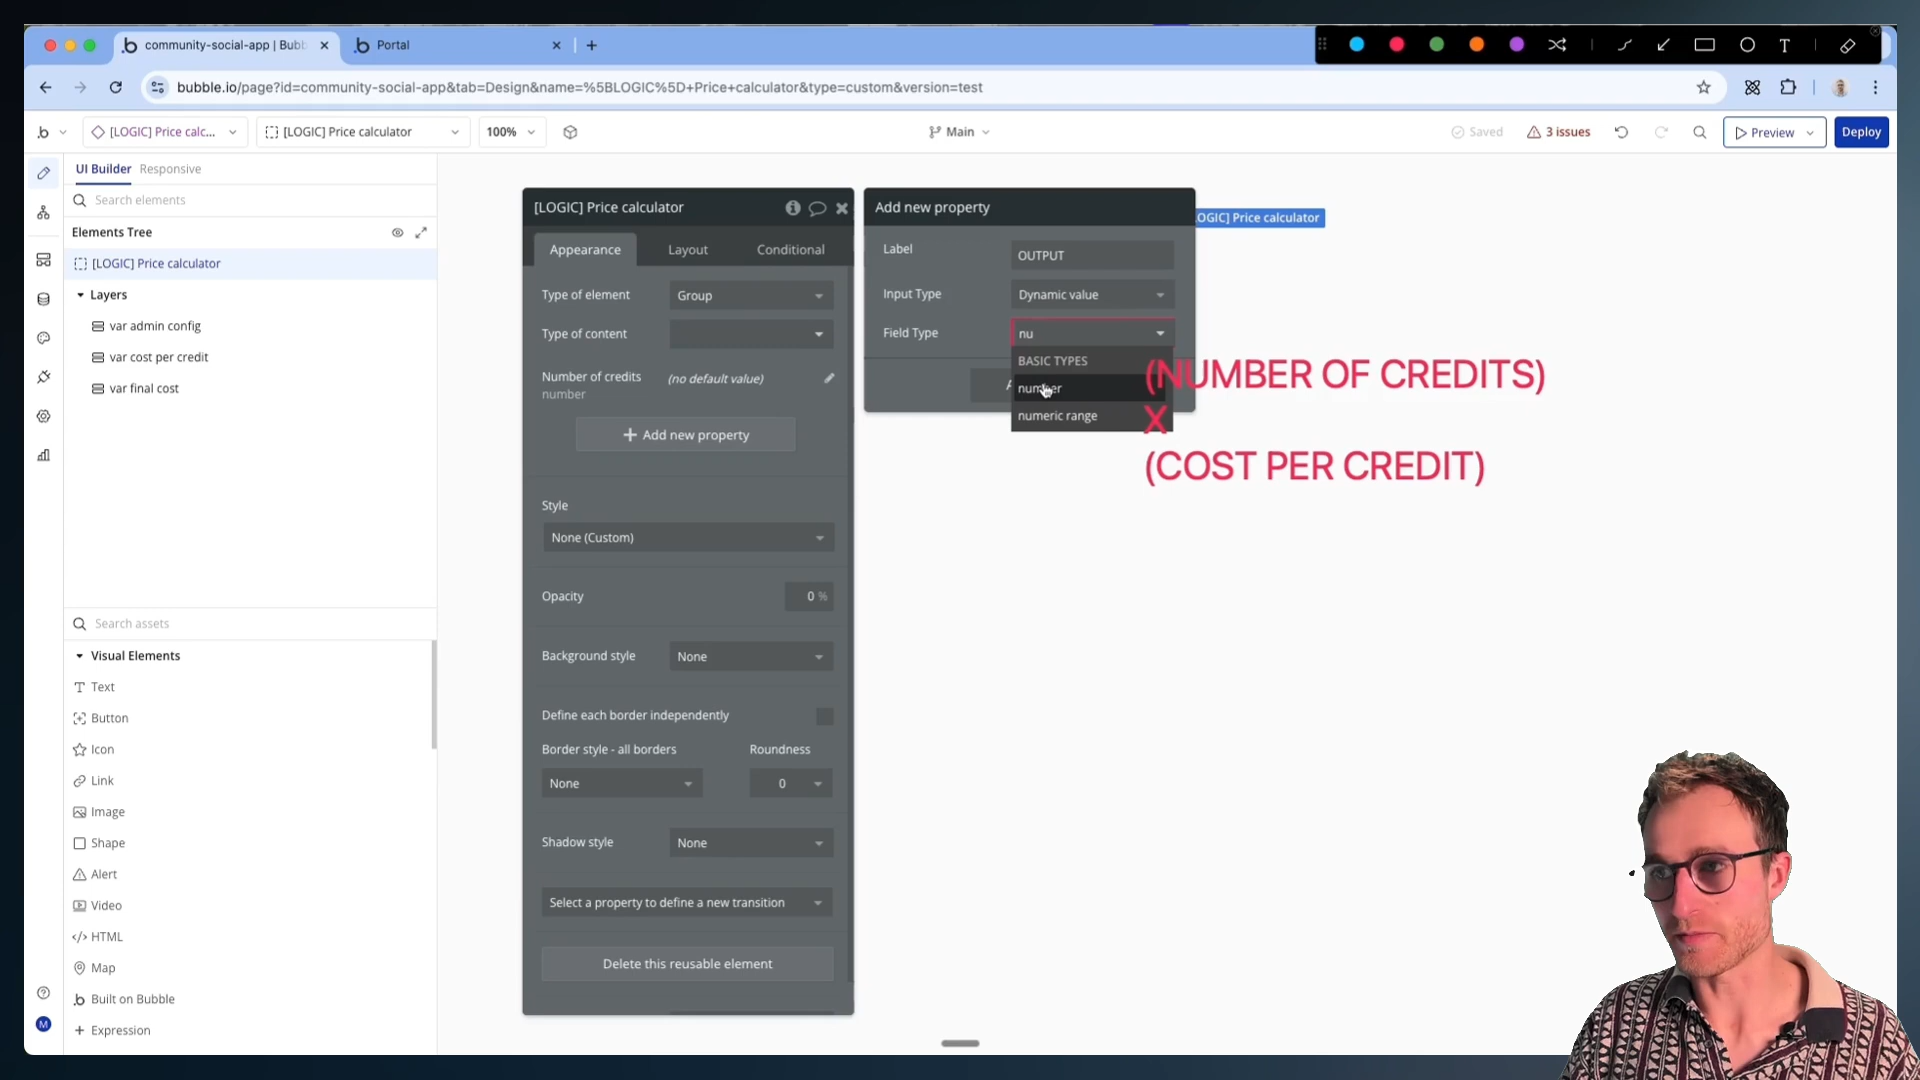 community-social-app | Bubb
Portal
bubble.io/page?id=community-social-app&tab=Design&name=%5BLOGIC%5D+Price+calculator&type=custom&version=test
[LOGIC] Price calc...
[LOGIC] Price calculator
100%
Main
Saved
3 issues
Preview
Deploy
UI Builder
Responsive
Search elements
Elements Tree
[LOGIC] Price calculator
Layers
var admin config
var cost per credit
var final cost
Search assets
Visual Elements
Text
Button
Icon
Link
Image
Shape
Alert
Video
HTML
Map
Built on Bubble
Expression
M
[LOGIC] Price calculator
Appearance
Layout
Conditional
Type of element
Group
Type of content
Number of credits
number
(no default value)
Add new property
Style
None (Custom)
Opacity
0 %
Background style
None
Define each border independently
Border style - all borders
Roundness
None
0
Shadow style
None
Select a property to define a new transition
Delete this reusable element
Add new property
Label
OUTPUT
Input Type
Dynamic value
Field Type
nu
BASIC TYPES
number
numeric range
OGIC] Price calculator
(NUMBER OF CREDITS)
X
(COST PER CREDIT)